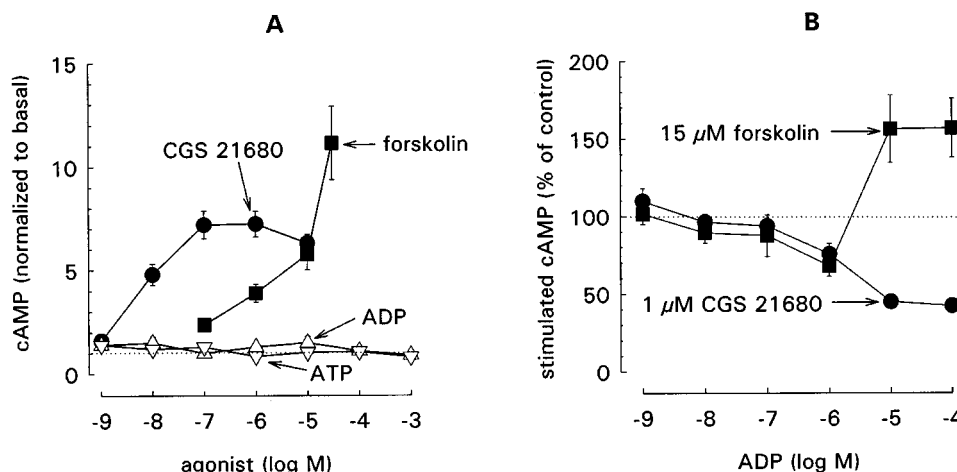 A
cAMP (normalized to basal)
15
10
5
0
CGS 21680
forskolin
ADP
ATP
-9 -8 -7 -6 -5 -4 -3
agonist (log M)
B
stimulated cAMP (% of control)
200
150
100
50
0
15 μM forskolin
1 μM CGS 21680
-9 -8 -7 -6 -5 -4
ADP (log M)